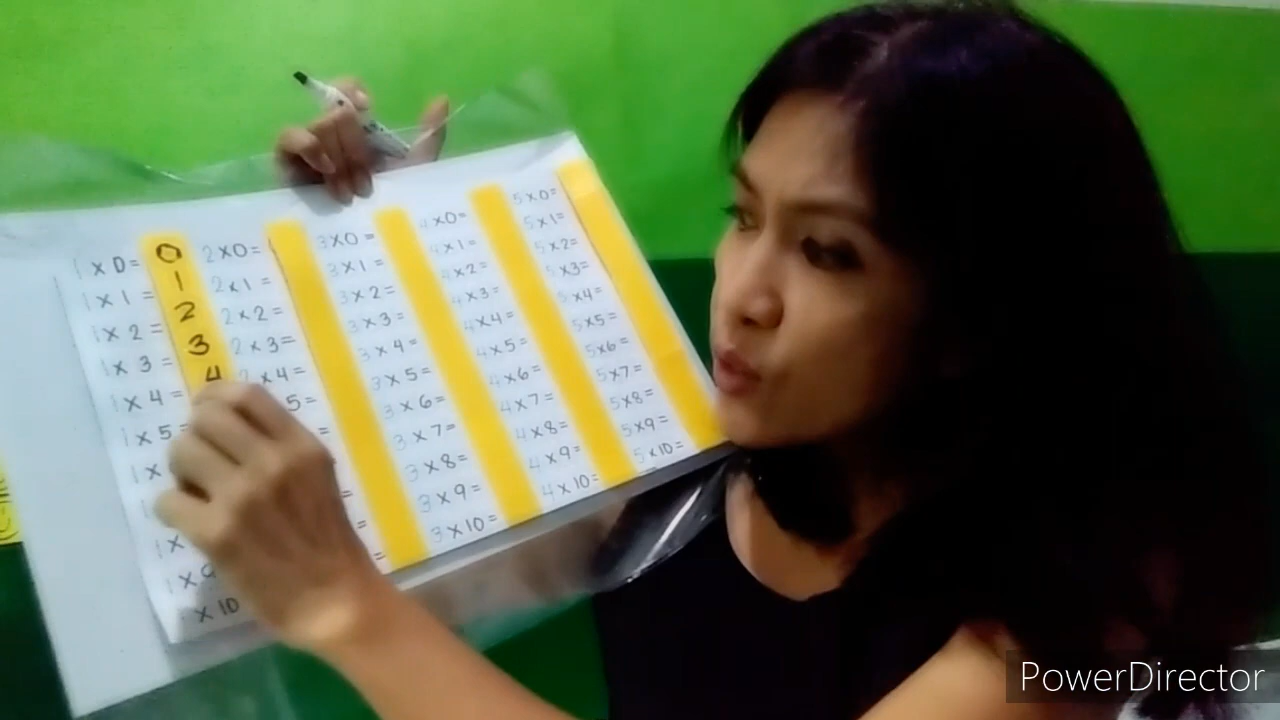 1 x 0 = 0
1 x 1 = 1
1 x 2 = 2
1 x 3 = 3
1 x 4 = 4
1 x 5 =
1 x
1 x
1 x 9
x 10
2 x 0 =
2 x 1 =
2 x 2 =
2 x 3 =
2 x 4 =
5 =
=
=
=
=
3 x 0 =
3 x 1 =
3 x 2 =
3 x 3 =
3 x 4 =
3 x 5 =
3 x 6 =
3 x 7 =
3 x 8 =
3 x 9 =
3 x 10 =
4 x 0 =
4 x 1 =
4 x 2 =
4 x 3 =
4 x 4 =
4 x 5 =
4 x 6 =
4 x 7 =
4 x 8 =
4 x 9 =
4 x 10 =
5 x 0 =
5 x 1 =
5 x 2 =
5 x 3 =
5 x 4 =
5 x 5 =
5 x 6 =
5 x 7 =
5 x 8 =
5 x 9 =
5 x 10 =
PowerDirector